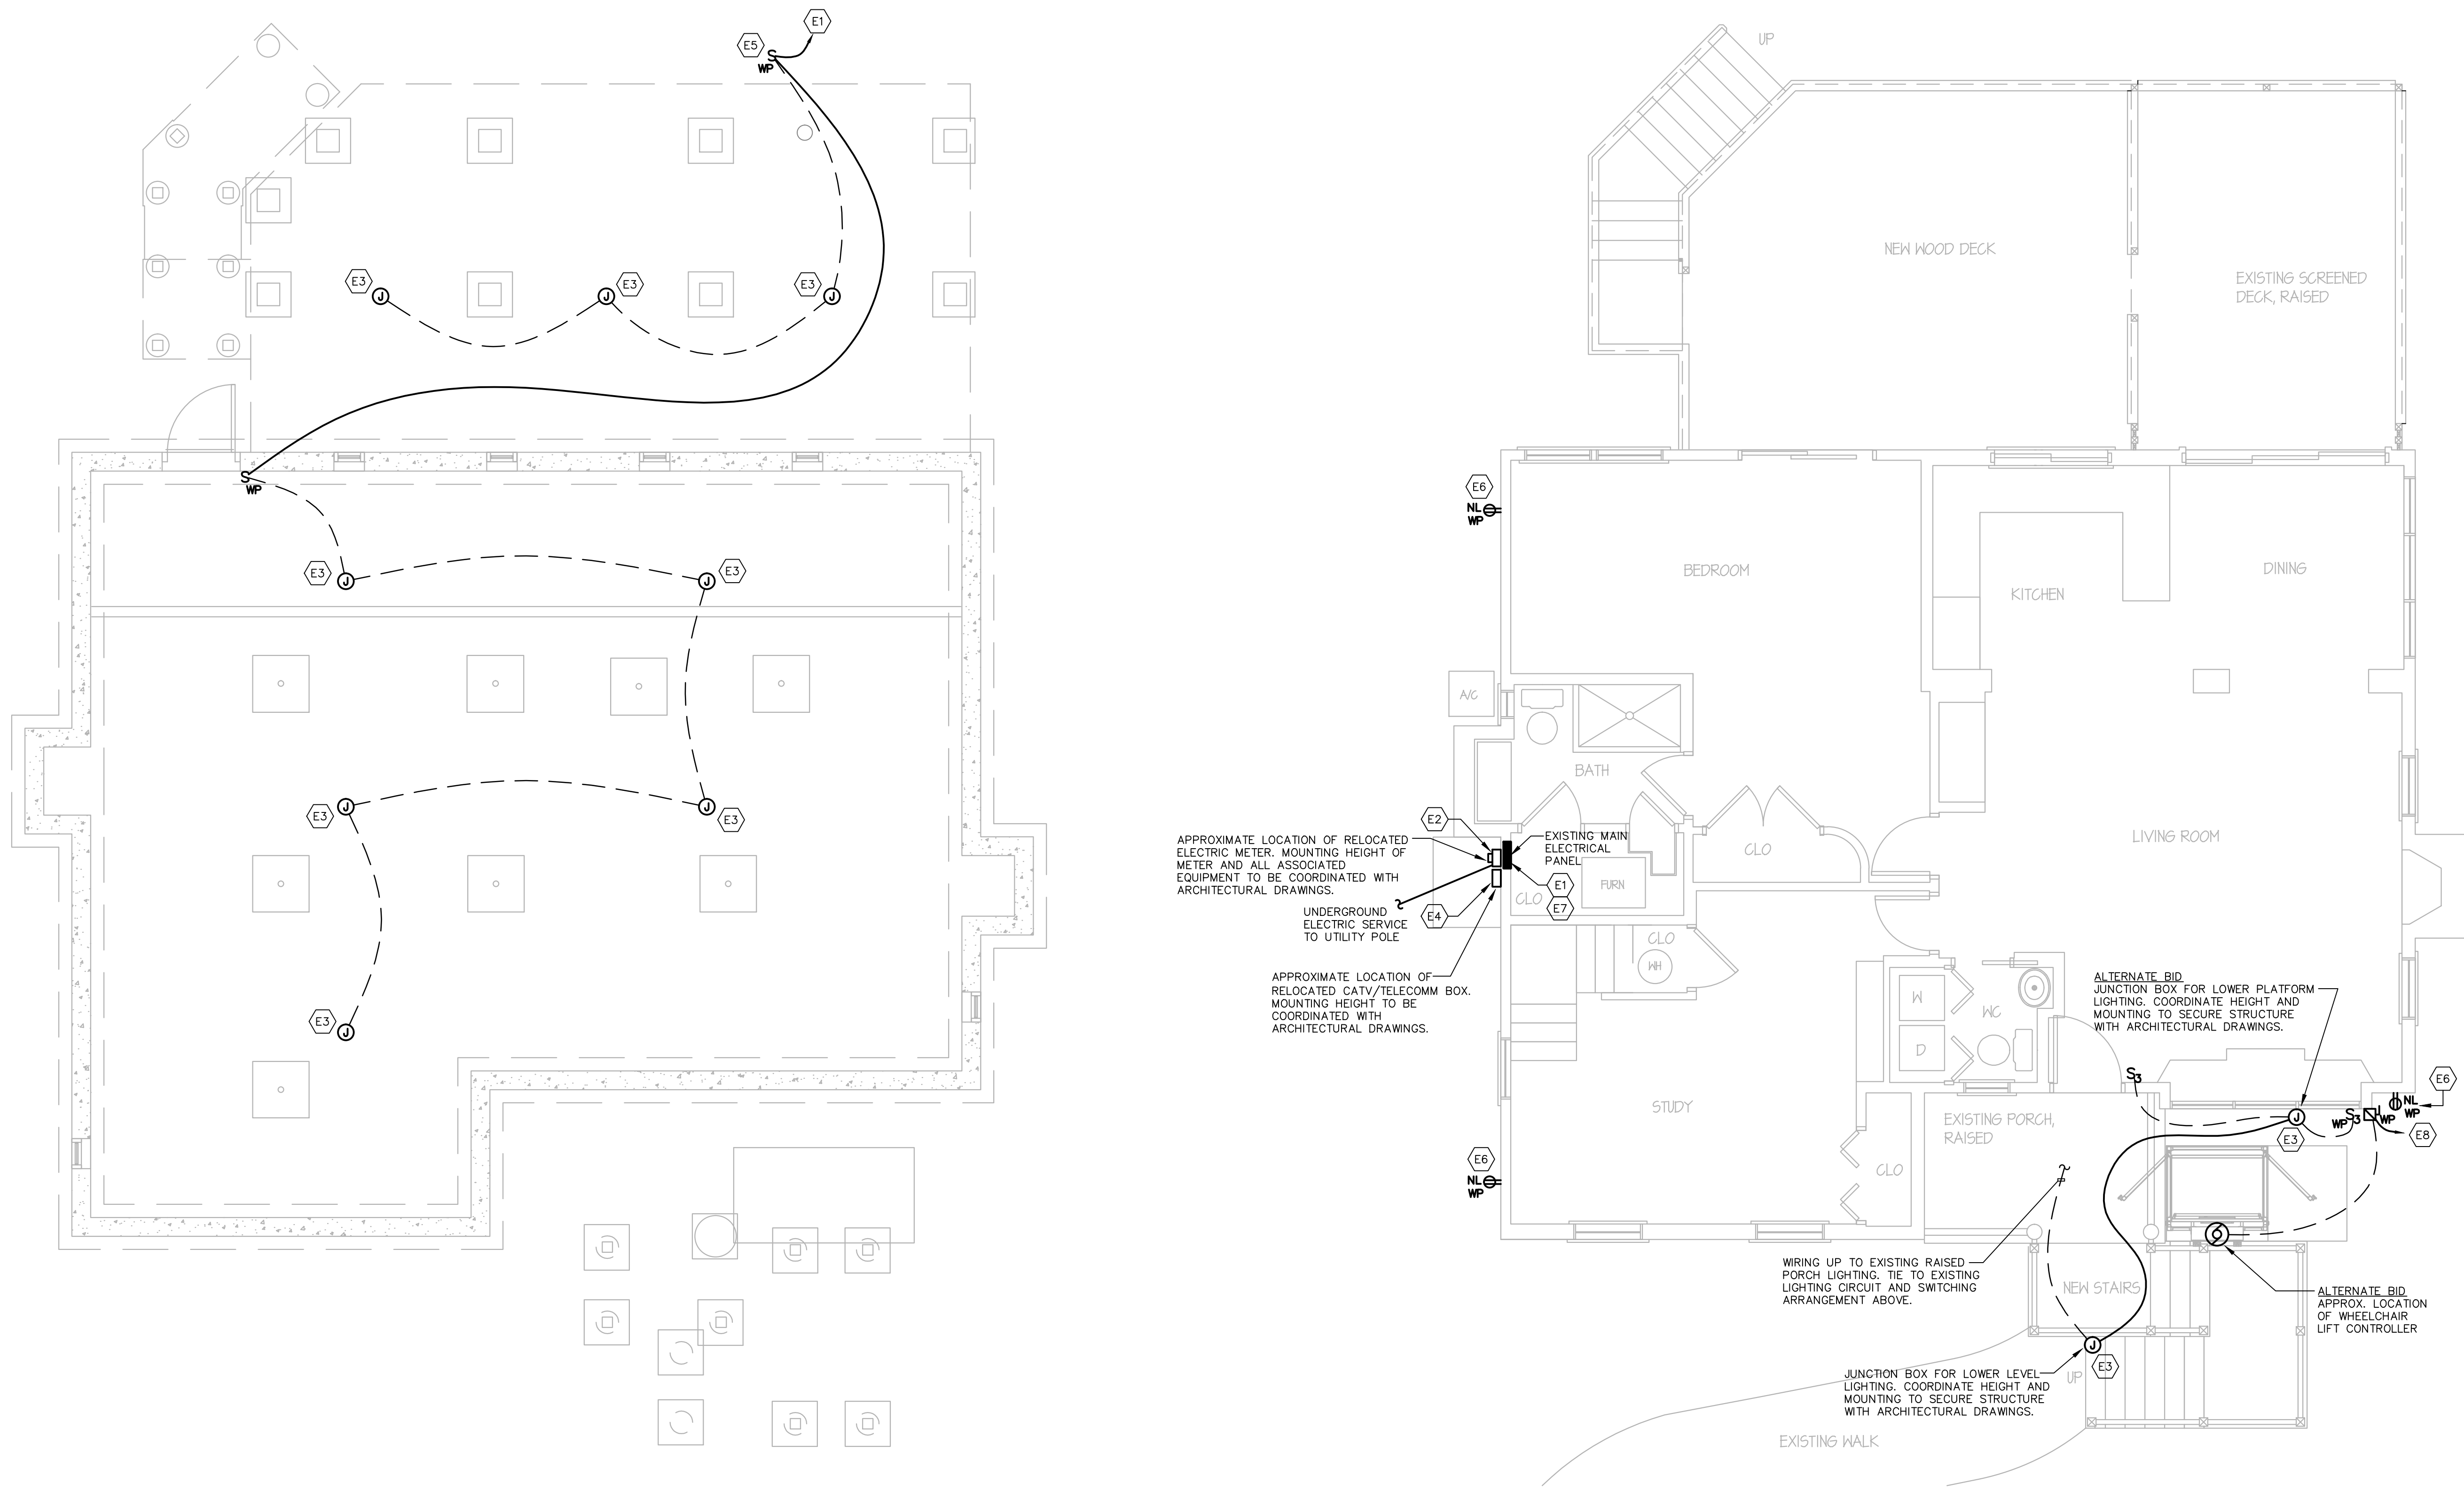 E1
E5
S
WP
E3
J
E3
J
E3
J
S
WP
E3
J
E3
J
E3
J
E3
J
E3
J
UP
NEW WOOD DECK
EXISTING SCREENED
DECK, RAISED
E6
NL
WP
BEDROOM
KITCHEN
DINING
A/C
BATH
E2
APPROXIMATE LOCATION OF RELOCATED
ELECTRIC METER. MOUNTING HEIGHT OF
METER AND ALL ASSOCIATED
EQUIPMENT TO BE COORDINATED WITH
ARCHITECTURAL DRAWINGS.
EXISTING MAIN
ELECTRICAL
PANEL
CLO
LIVING ROOM
E1
E7
FURN
CLO
E4
UNDERGROUND
ELECTRIC SERVICE
TO UTILITY POLE
CLO
WH
APPROXIMATE LOCATION OF
RELOCATED CATV/TELECOMM BOX.
MOUNTING HEIGHT TO BE
COORDINATED WITH
ARCHITECTURAL DRAWINGS.
W
WC
D
ALTERNATE BID
JUNCTION BOX FOR LOWER PLATFORM
LIGHTING. COORDINATE HEIGHT AND
MOUNTING TO SECURE STRUCTURE
WITH ARCHITECTURAL DRAWINGS.
S3
E6
NL
WP
STUDY
EXISTING PORCH,
RAISED
J
E3
WP S3
WP
E8
E6
NL
WP
CLO
WIRING UP TO EXISTING RAISED
PORCH LIGHTING. TIE TO EXISTING
LIGHTING CIRCUIT AND SWITCHING
ARRANGEMENT ABOVE.
NEW STAIRS
ALTERNATE BID
APPROX. LOCATION
OF WHEELCHAIR
LIFT CONTROLLER
J
E3
JUNCTION BOX FOR LOWER LEVEL
LIGHTING. COORDINATE HEIGHT AND
MOUNTING TO SECURE STRUCTURE
WITH ARCHITECTURAL DRAWINGS.
UP
EXISTING WALK